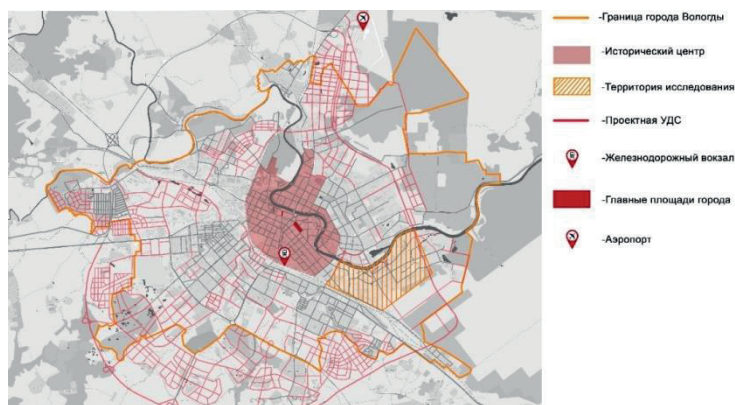 -Граница города Вологды
-Исторический центр
-Территория исследования
-Проектная УДС
-Железнодорожный вокзал
-Главные площади города
-Аэропорт